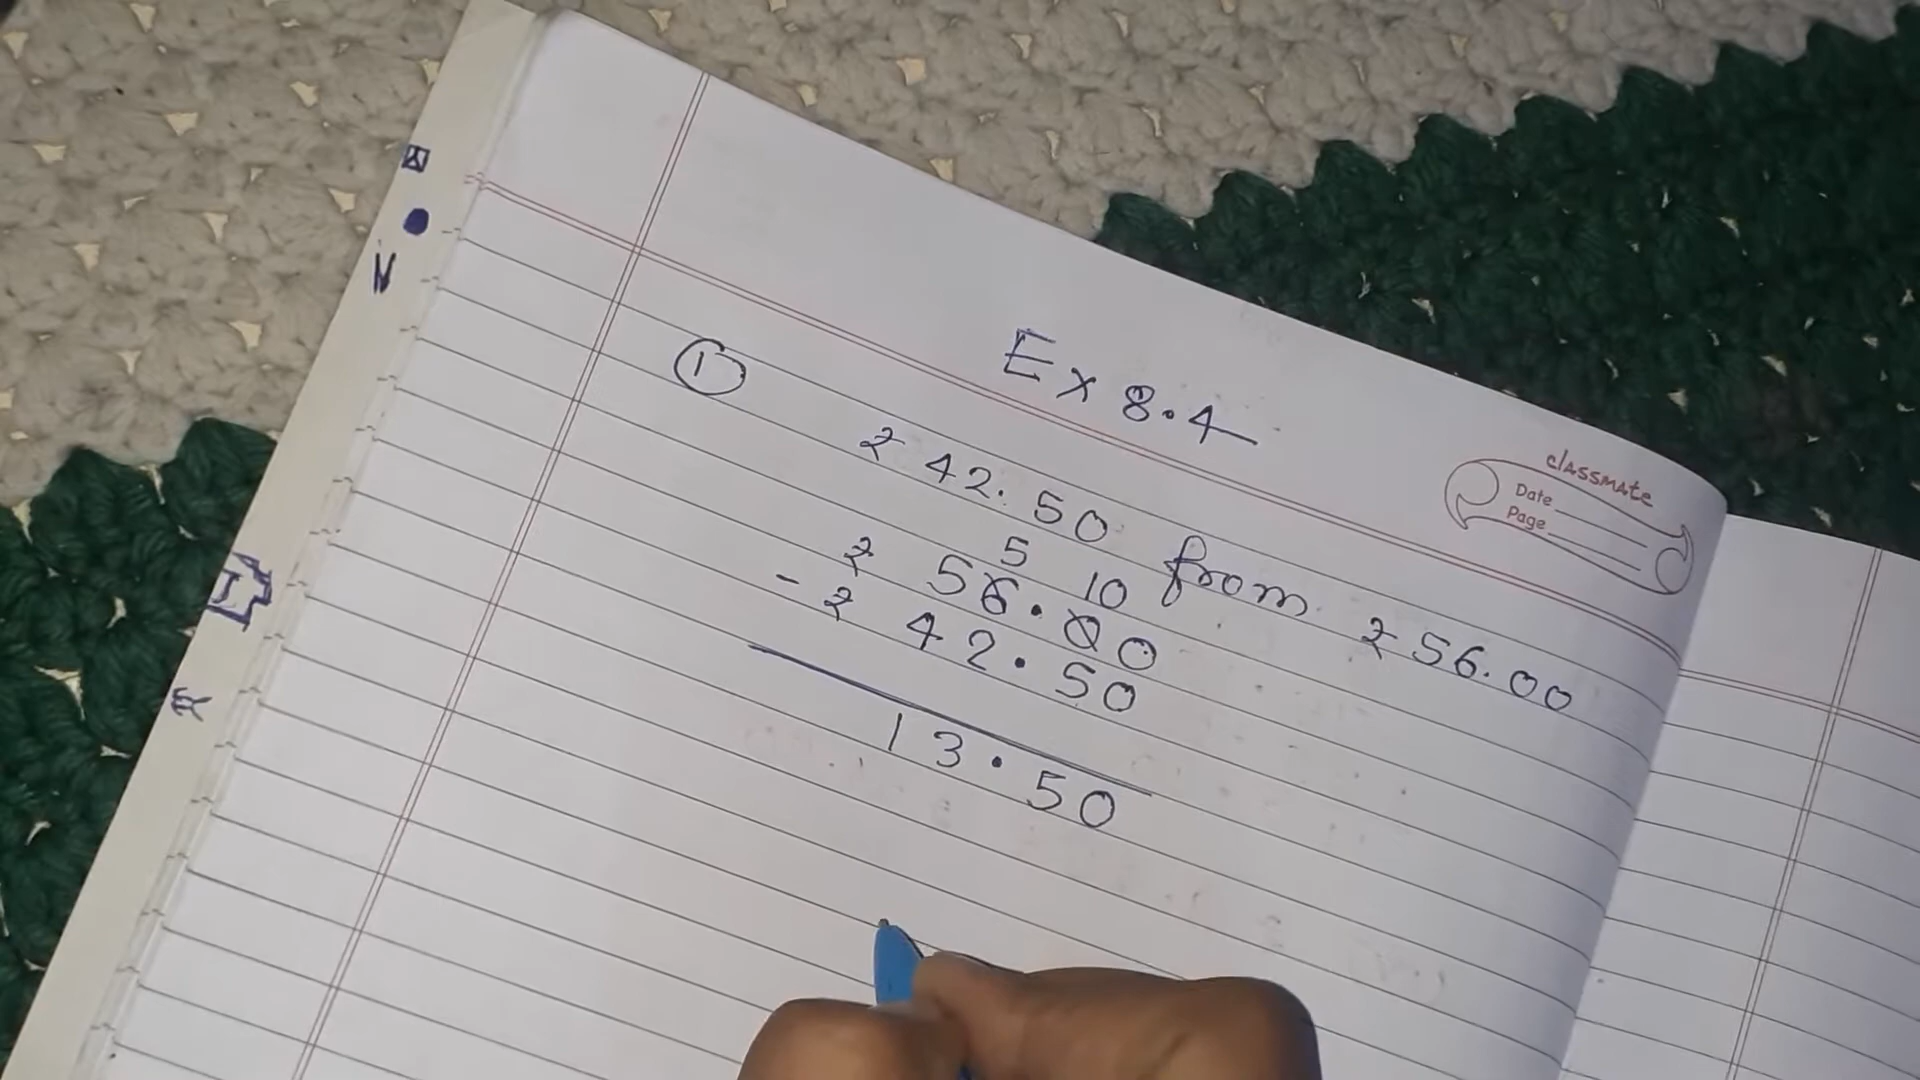 Ex 8.4
①
₹ 42.50 from ₹ 56.00
5 10
₹ 56.00
- ₹ 42.50
13.50
classmate
Date
Page